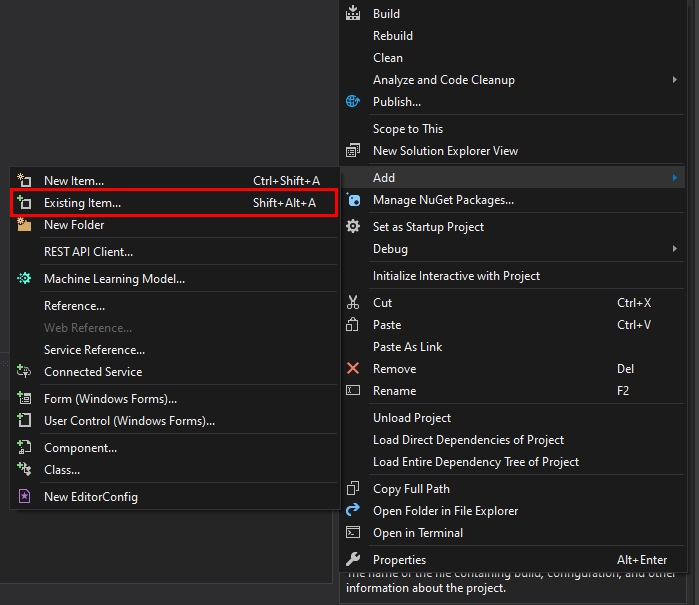 Build
Rebuild
Clean
Analyze and Code Cleanup
Publish...
Scope to This
New Solution Explorer View
Add
Manage NuGet Packages...
Set as Startup Project
Debug
Initialize Interactive with Project
Cut Ctrl+X
Paste Ctrl+V
Paste As Link
Remove Del
Rename F2
Unload Project
Load Direct Dependencies of Project
Load Entire Dependency Tree of Project
Copy Full Path
Open Folder in File Explorer
Open in Terminal
Properties Alt+Enter
New Item... Ctrl+Shift+A
Existing Item... Shift+Alt+A
New Folder
REST API Client...
Machine Learning Model...
Reference...
Web Reference...
Service Reference...
Connected Service
Form (Windows Forms)...
User Control (Windows Forms)...
Component...
Class...
New EditorConfig
The name of the file containing build, configuration, and other
information about the project.